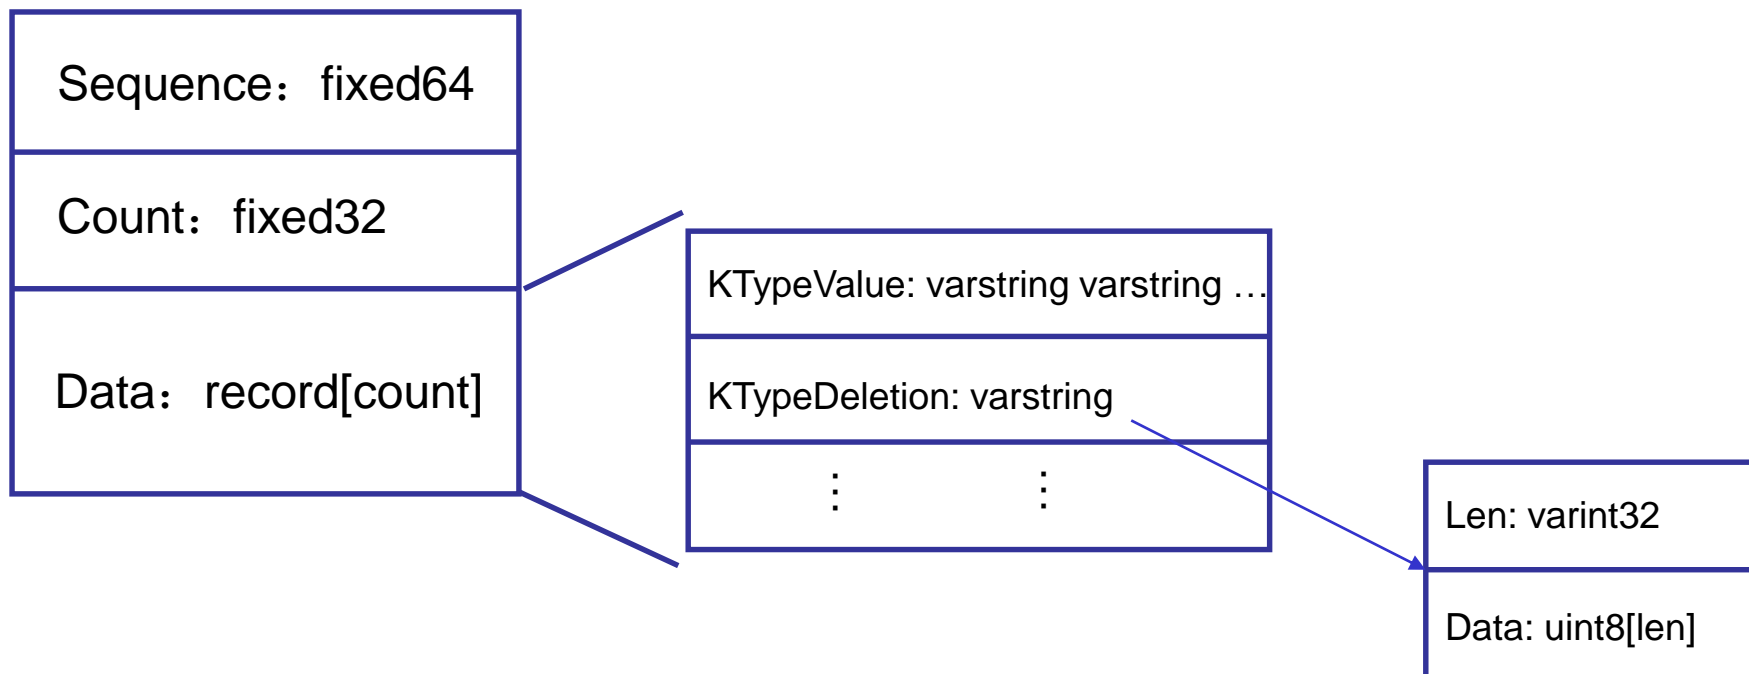 Sequence：fixed64
Count：fixed32
Data：record[count]
KTypeValue: varstring varstring …
KTypeDeletion: varstring
⋮ ⋮
Len: varint32
Data: uint8[len]